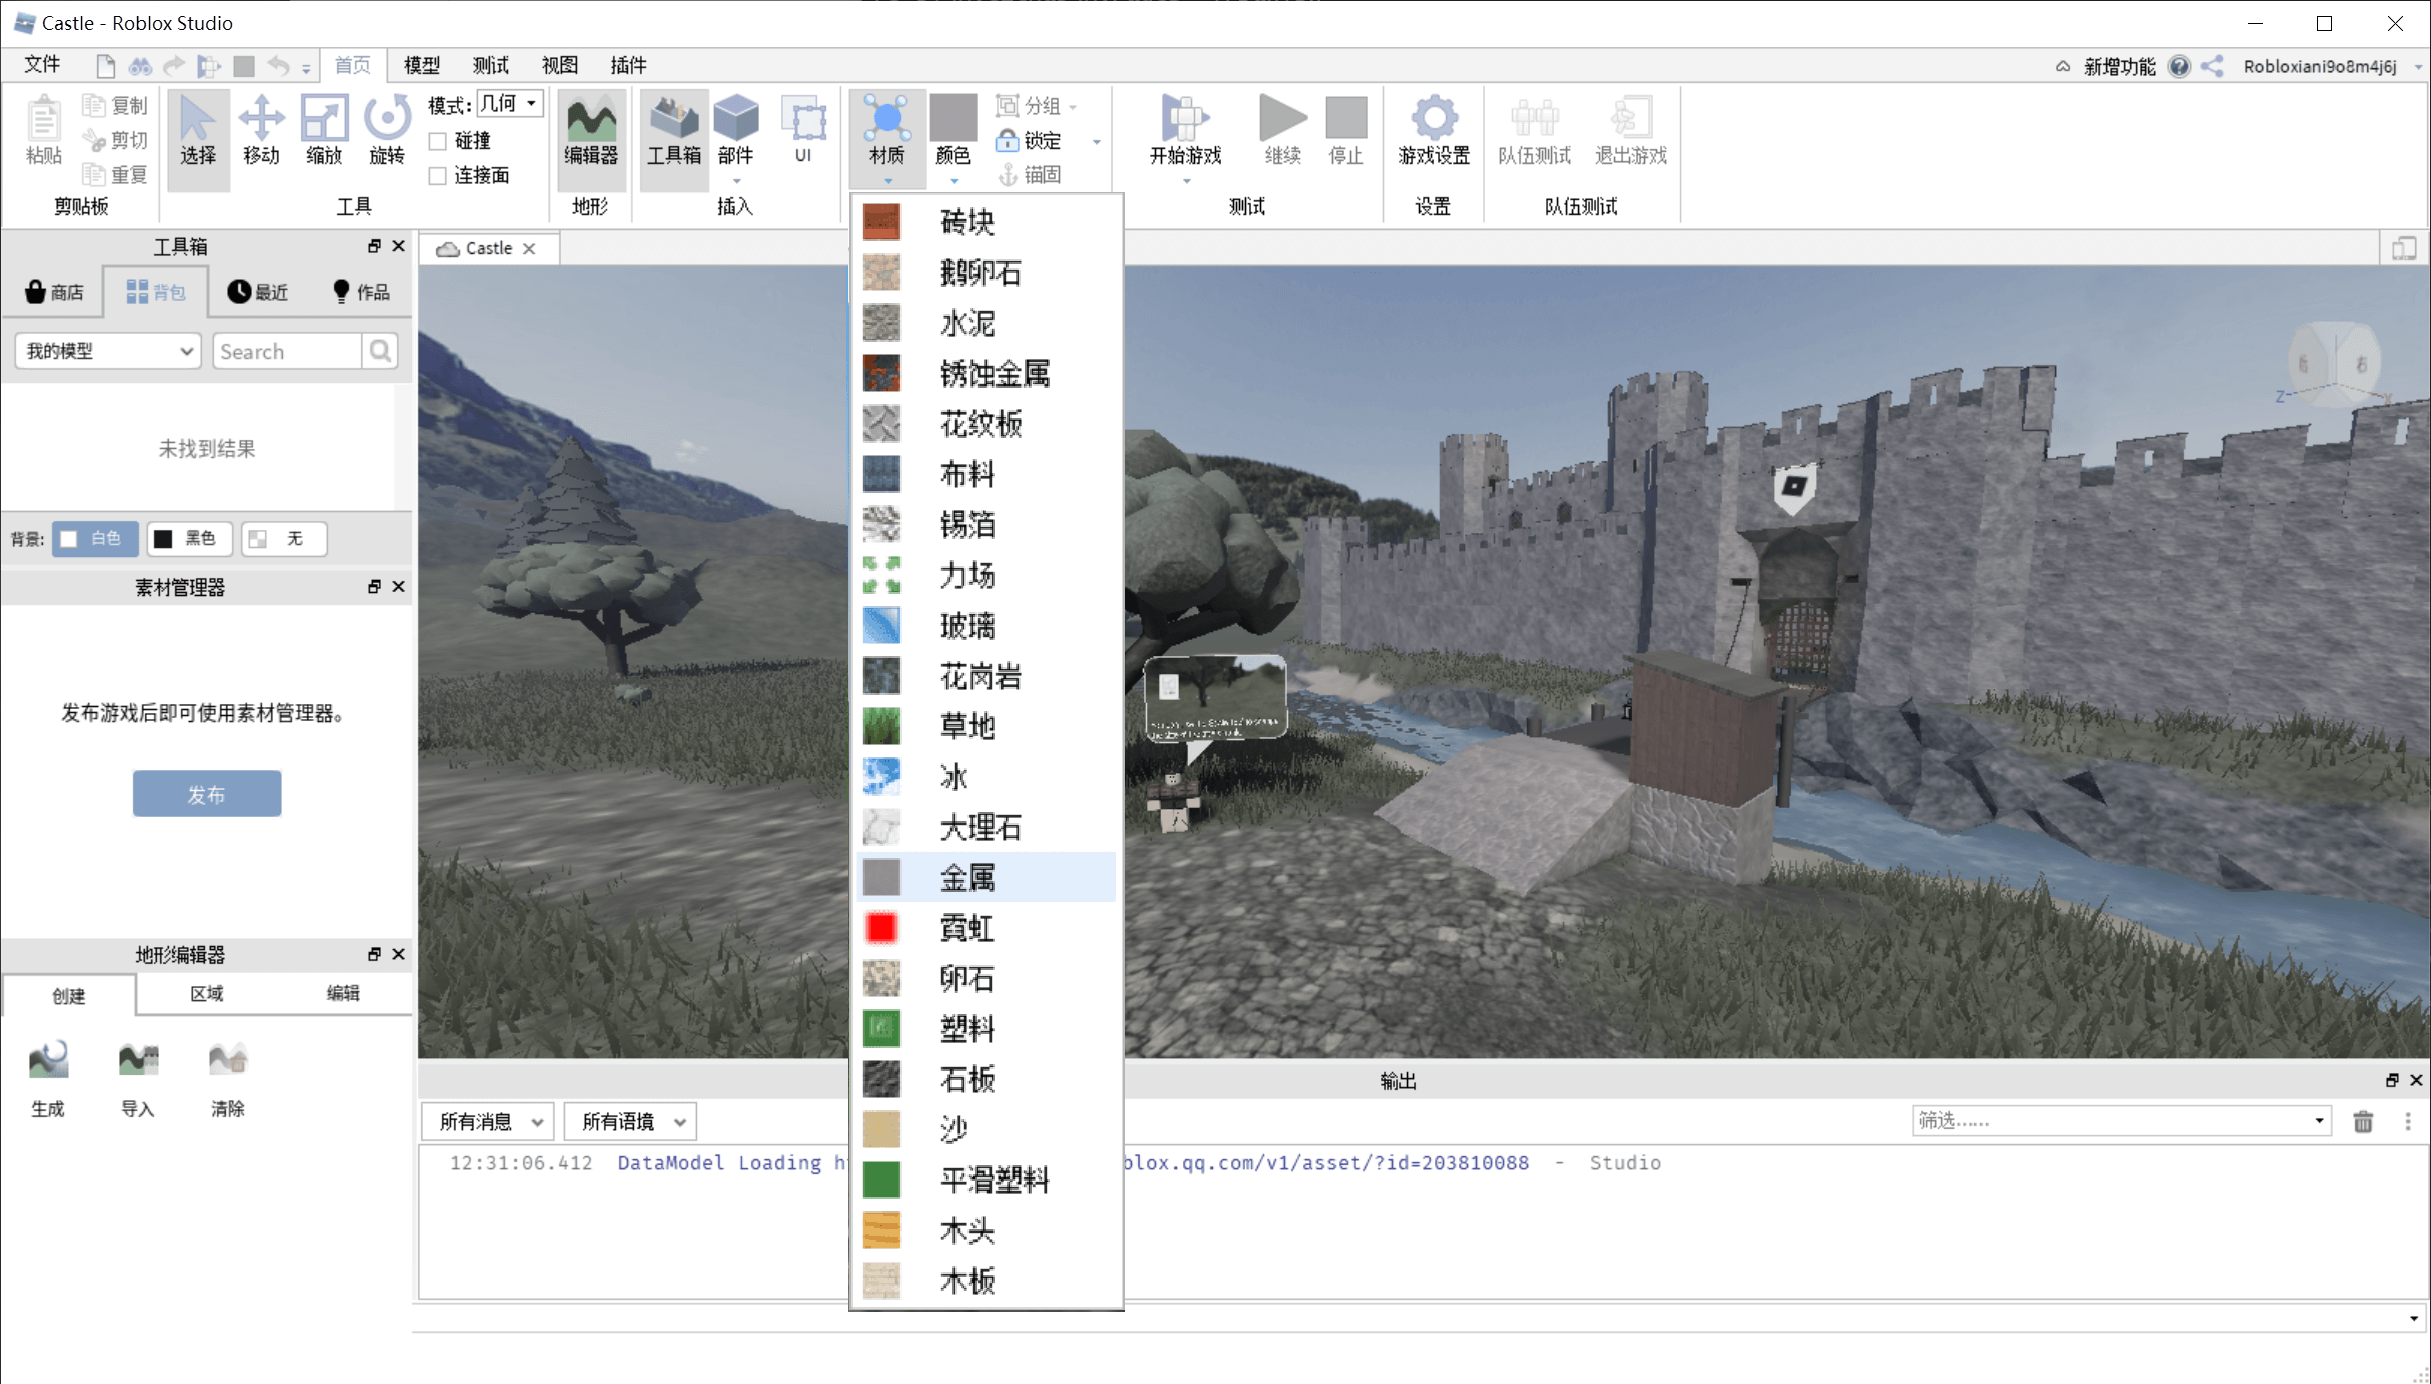 Castle - Roblox Studio
文件
首页
模型
测试
视图
插件
新增功能
Robloxiani9o8m4j6j
粘贴
复制
剪切
重复
剪贴板
选择
移动
缩放
旋转
模式:
几何
碰撞
连接面
工具
编辑器
地形
工具箱
部件
UI
插入
材质
颜色
分组
锁定
锚固
开始游戏
继续
停止
测试
游戏设置
设置
队伍测试
退出游戏
队伍测试
工具箱
商店
背包
最近
作品
我的模型
Search
未找到结果
背景:
白色
黑色
无
素材管理器
发布游戏后即可使用素材管理器。
发布
地形编辑器
创建
区域
编辑
生成
导入
清除
Castle
砖块
鹅卵石
水泥
锈蚀金属
花纹板
布料
锡箔
力场
玻璃
花岗岩
草地
冰
大理石
金属
霓虹
卵石
塑料
石板
沙
平滑塑料
木头
木板
Z
输出
所有消息
所有语境
筛选......
12:31:06.412 DataModel Loading h
blox.qq.com/v1/asset/?id=203810088 - Studio